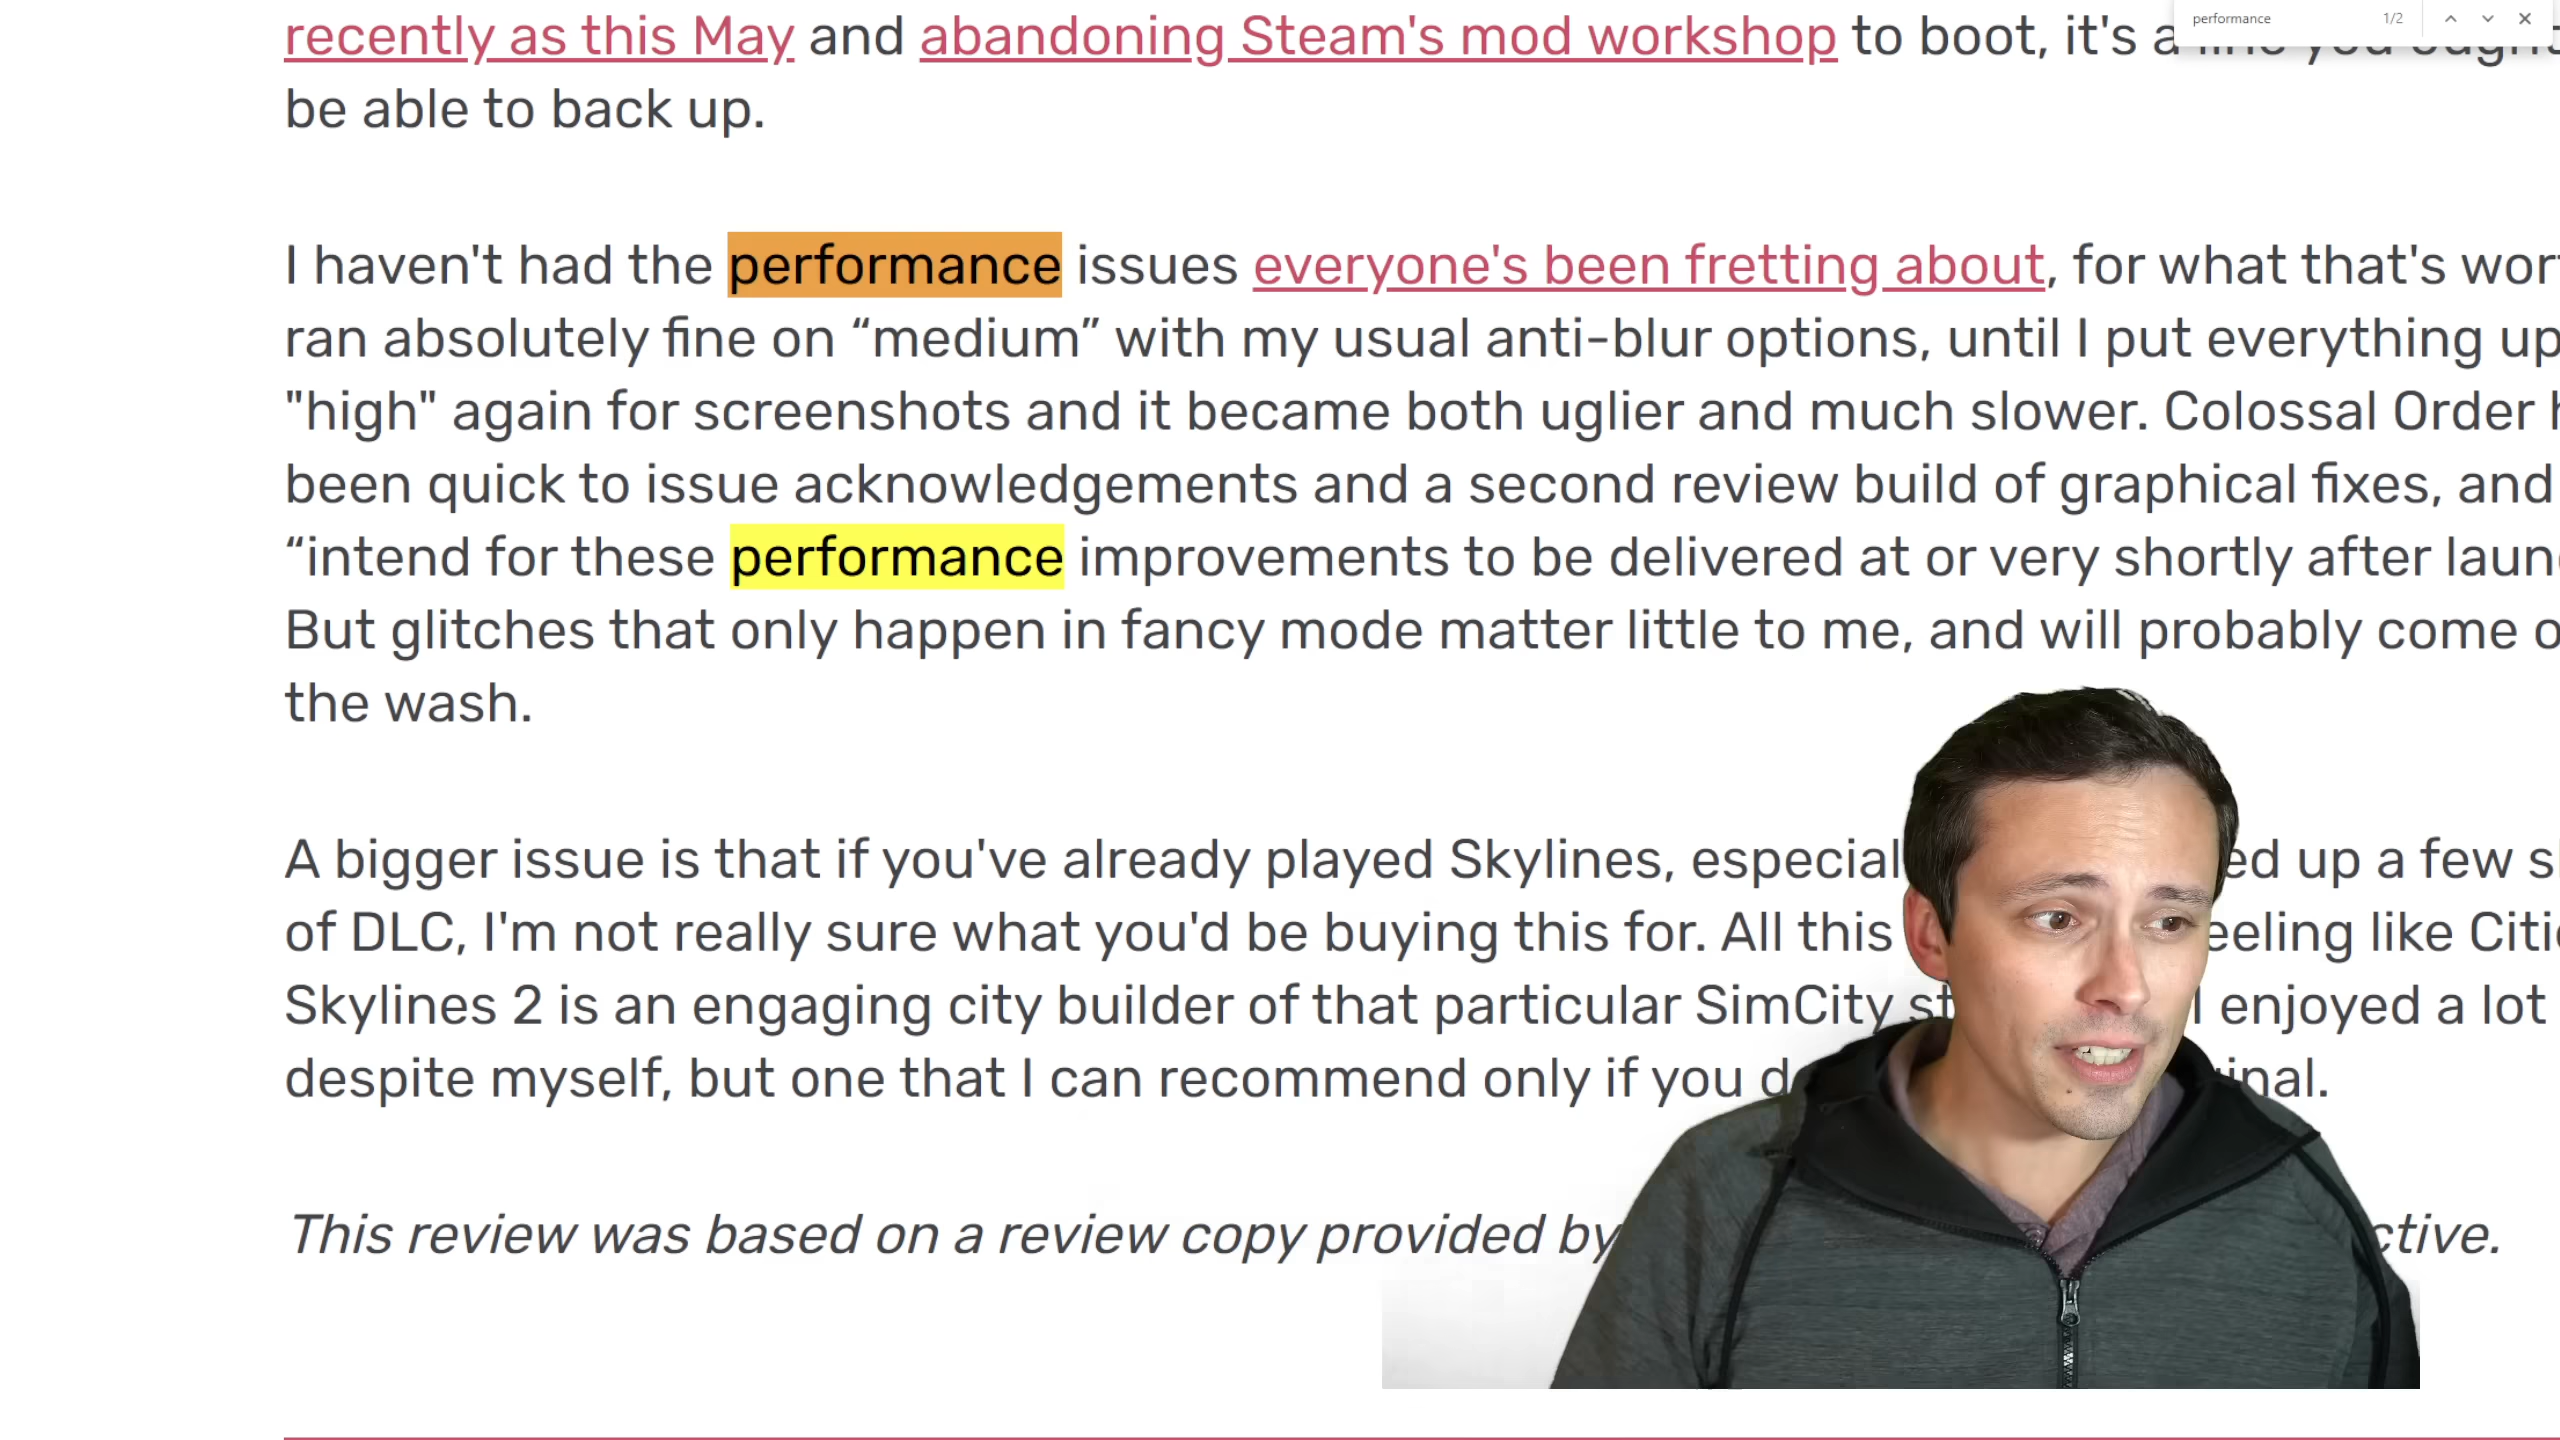 recently as this May and abandoning Steam's mod workshop to boot, it's a
performance 1/2
be able to back up.
I haven't had the performance issues everyone's been fretting about, for what that's
ran absolutely fine on “medium” with my usual anti-blur options, until I put everything up
"high" again for screenshots and it became both uglier and much slower. Colossal Order
been quick to issue acknowledgements and a second review build of graphical fixes, and
“intend for these performance improvements to be delivered at or very shortly after
But glitches that only happen in fancy mode matter little to me, and will probably come
the wash.
A bigger issue is that if you've already played Skylines, up a few
of DLC, I'm not really sure what you'd be buying this for. All this like
Skylines 2 is an engaging city builder of that particular SimCity I enjoyed a lot
despite myself, but one that I can recommend only if you
This review was based on a review copy provided by